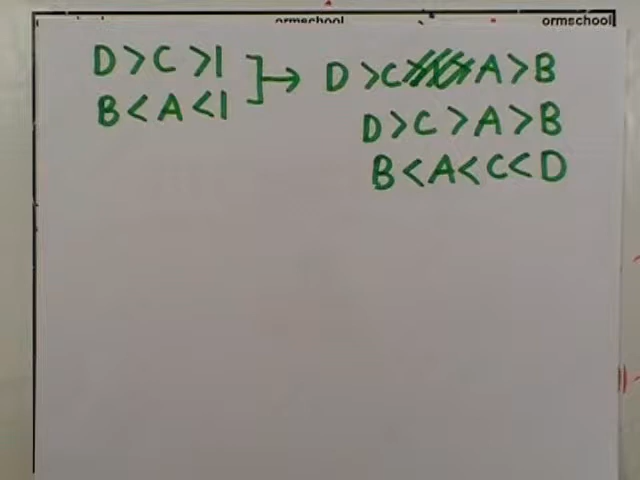 ormschool
ormschool
D > C > 1
B < A < 1
D > C > A > B
D > C > A > B
B < A < C < D